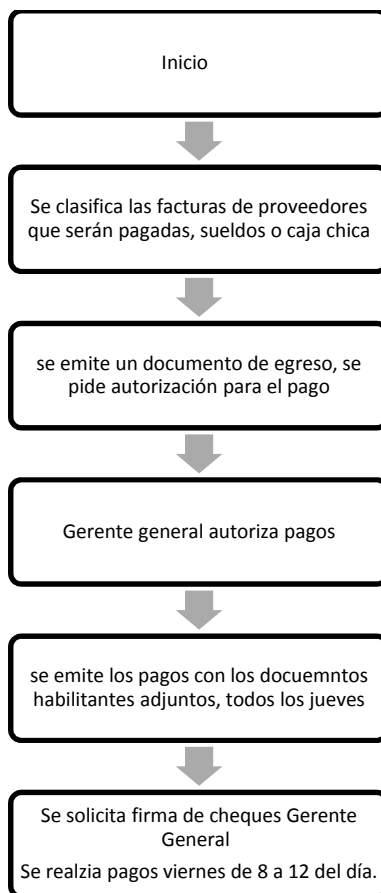 Inicio
Se clasifica las facturas de proveedores
que serán pagadas, sueldos o caja chica
se emite un documento de egreso, se
pide autorización para el pago
Gerente general autoriza pagos
se emite los pagos con los docuemntos
habilitantes adjuntos, todos los jueves
Se solicita firma de cheques Gerente
General
Se realzia pagos viernes de 8 a 12 del día.